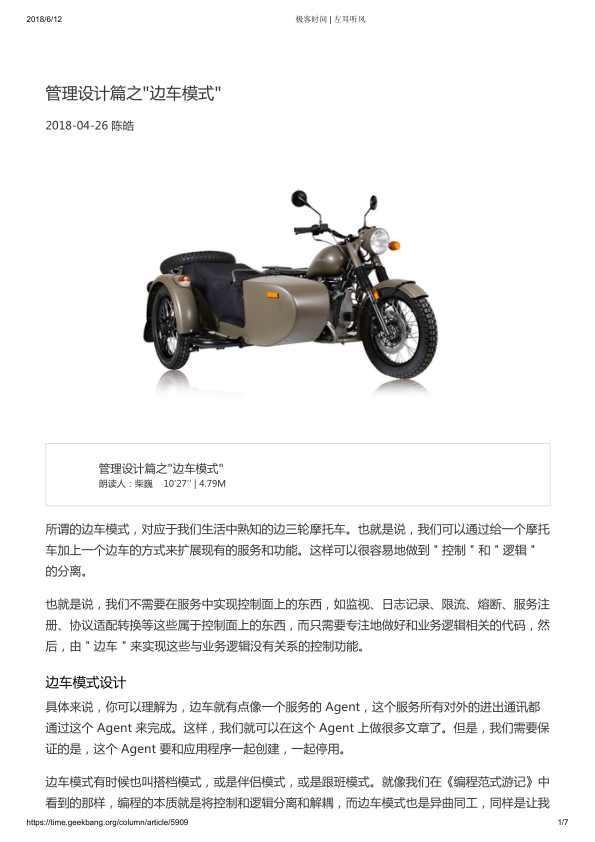 2018/6/12
极客时间 | 左耳听风
管理设计篇之"边车模式"
2018-04-26 陈皓
管理设计篇之"边车模式"
朗读人：柴巍 10′27′′ | 4.79M
所谓的边车模式，对应于我们生活中熟知的边三轮摩托车。也就是说，我们可以通过给一个摩托
车加上一个边车的方式来扩展现有的服务和功能。这样可以很容易地做到 " 控制 " 和 " 逻辑 "
的分离。
也就是说，我们不需要在服务中实现控制面上的东西，如监视、日志记录、限流、熔断、服务注
册、协议适配转换等这些属于控制面上的东西，而只需要专注地做好和业务逻辑相关的代码，然
后，由 " 边车 " 来实现这些与业务逻辑没有关系的控制功能。
边车模式设计
具体来说，你可以理解为，边车就有点像一个服务的 Agent，这个服务所有对外的进出通讯都
通过这个 Agent 来完成。这样，我们就可以在这个 Agent 上做很多文章了。但是，我们需要保
证的是，这个 Agent 要和应用程序一起创建，一起停用。
边车模式有时候也叫搭档模式，或是伴侣模式，或是跟班模式。就像我们在《编程范式游记》中
看到的那样，编程的本质就是将控制和逻辑分离和解耦，而边车模式也是异曲同工，同样是让我
https://time.geekbang.org/column/article/5909
1/7